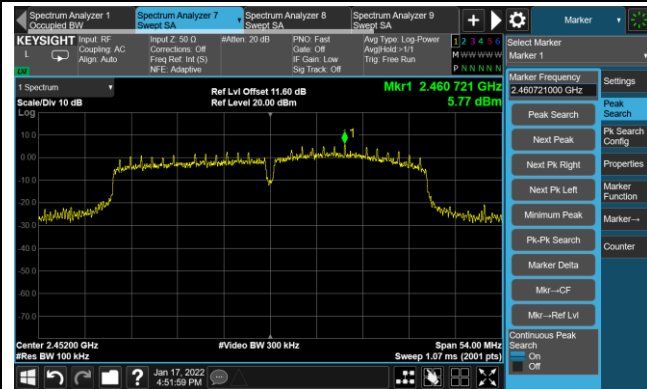 Spectrum Analyzer 1
Occupied BW
Spectrum Analyzer 7
Swept SA
Spectrum Analyzer 8
Swept SA
Spectrum Analyzer 9
Swept SA
Marker
KEYSIGHT
L
Input: RF
Coupling: AC
Align: Auto
Input Z: 50 Ω
Corrections: Off
Freq Ref: Int (S)
NFE: Adaptive
#Atten: 20 dB
PNO: Fast
Gate: Off
IF Gain: Low
Sig Track: Off
Avg Type: Log-Power
Avg|Hold:>1/1
Trig: Free Run
1 2 3 4 5 6
M W W W W W
P N N N N N
Select Marker
Marker 1
1 Spectrum
Scale/Div 10 dB
Log
Ref Lvl Offset 11.60 dB
Ref Level 20.00 dBm
Mkr1 2.460 721 GHz
5.77 dBm
1
10.0
0.00
-10.0
-20.0
-30.0
-40.0
-50.0
-60.0
-70.0
Center 2.45200 GHz
#Res BW 100 kHz
#Video BW 300 kHz
Span 54.00 MHz
Sweep 1.07 ms (2001 pts)
Marker Frequency
2.460721000 GHz
Peak Search
Next Peak
Next Pk Right
Next Pk Left
Minimum Peak
Pk-Pk Search
Marker Delta
Mkr→CF
Mkr→Ref Lvl
Continuous Peak
Search
On
Off
Settings
Peak
Search
Pk Search
Config
Properties
Marker
Function
Marker→
Counter
Jan 17, 2022
4:51:59 PM